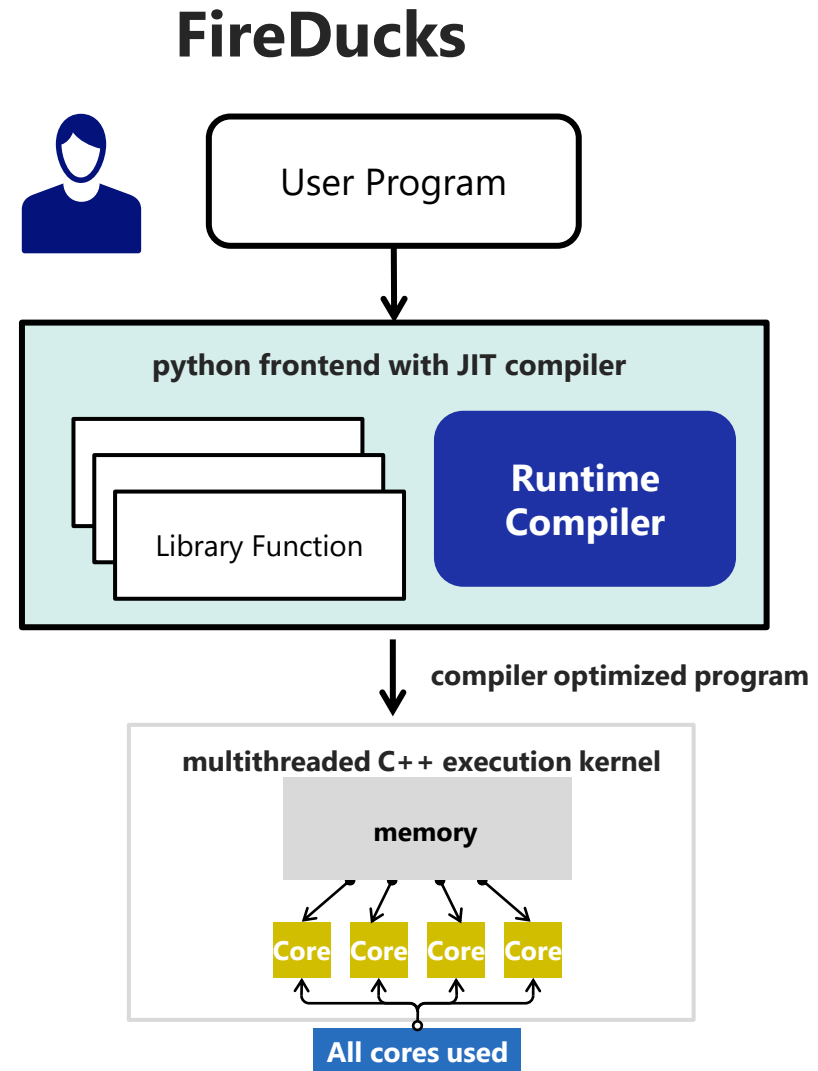 FireDucks
User Program
python frontend with JIT compiler
Library Function
Runtime
Compiler
compiler optimized program
multithreaded C++ execution kernel
memory
Core
Core
Core
Core
All cores used